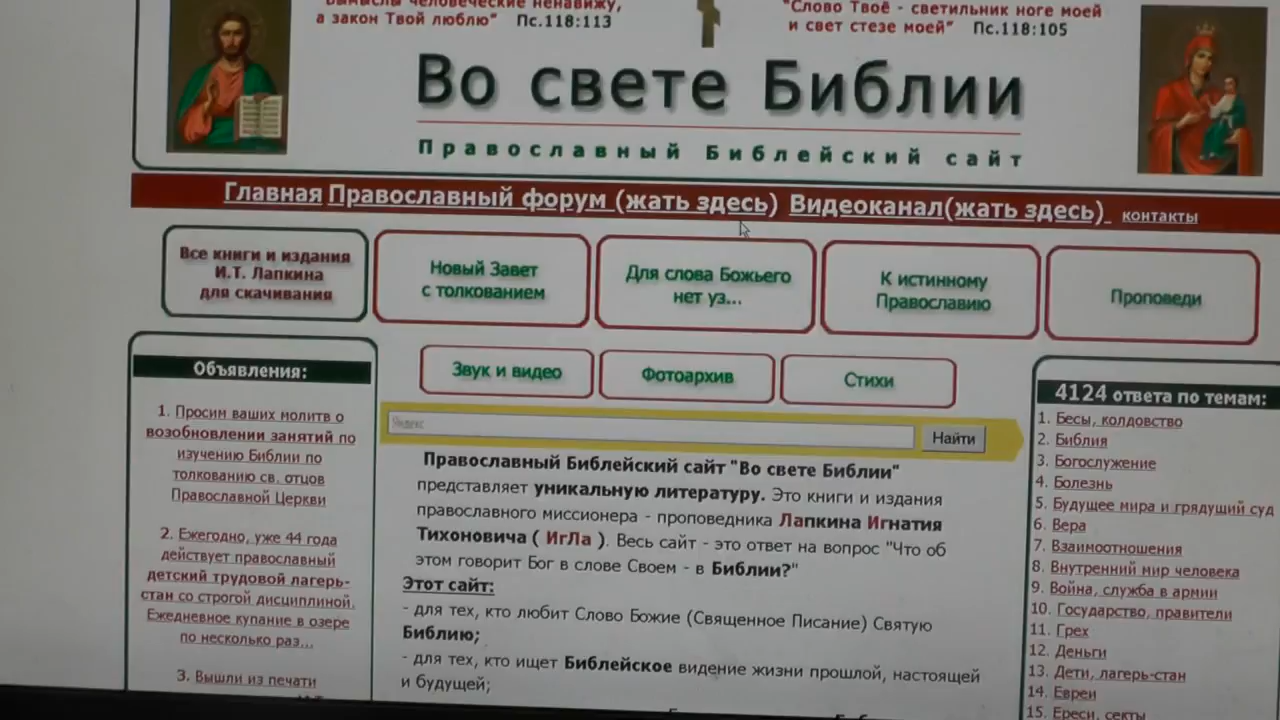 "Вымыслы человеческие ненавижу,
а закон Твой люблю" Пс.118:113
"Слово Твоё - светильник ноге моей
и свет стезе моей" Пс.118:105
Во свете Библии
Православный Библейский сайт
Главная Православный форум (жать здесь) Видеоканал(жать здесь) контакты
Все книги и издания
И.Т. Лапкина
для скачивания
Новый Завет
с толкованием
Для слова Божьего
нет уз...
К истинному
Православию
Проповеди
Звук и видео
Фотоархив
Стихи
Яндекс
Найти
Объявления:
1. Просим ваших молитв о
возобновлении занятий по
изучению Библии по
толкованию св. отцов
Православной Церкви
2. Ежегодно, уже 44 года
действует православный
детский трудовой лагерь-
стан со строгой дисциплиной.
Ежедневное купание в озере
по несколько раз...
3. Вышли из печати
Православный Библейский сайт "Во свете Библии"
представляет уникальную литературу. Это книги и издания
православного миссионера - проповедника Лапкина Игнатия
Тихоновича ( ИгЛа ). Весь сайт - это ответ на вопрос "Что об
этом говорит Бог в слове Своем - в Библии?"
Этот сайт:
- для тех, кто любит Слово Божие (Священное Писание) Святую
Библию;
- для тех, кто ищет Библейское видение жизни прошлой, настоящей
и будущей;
4124 ответа по темам:
1. Бесы, колдовство
2. Библия
3. Богослужение
4. Болезнь
5. Будущее мира и грядущий суд
6. Вера
7. Взаимоотношения
8. Внутренний мир человека
9. Война, служба в армии
10. Государство, правители
11. Грех
12. Деньги
13. Дети, лагерь-стан
14. Евреи
15. Ереси, секты